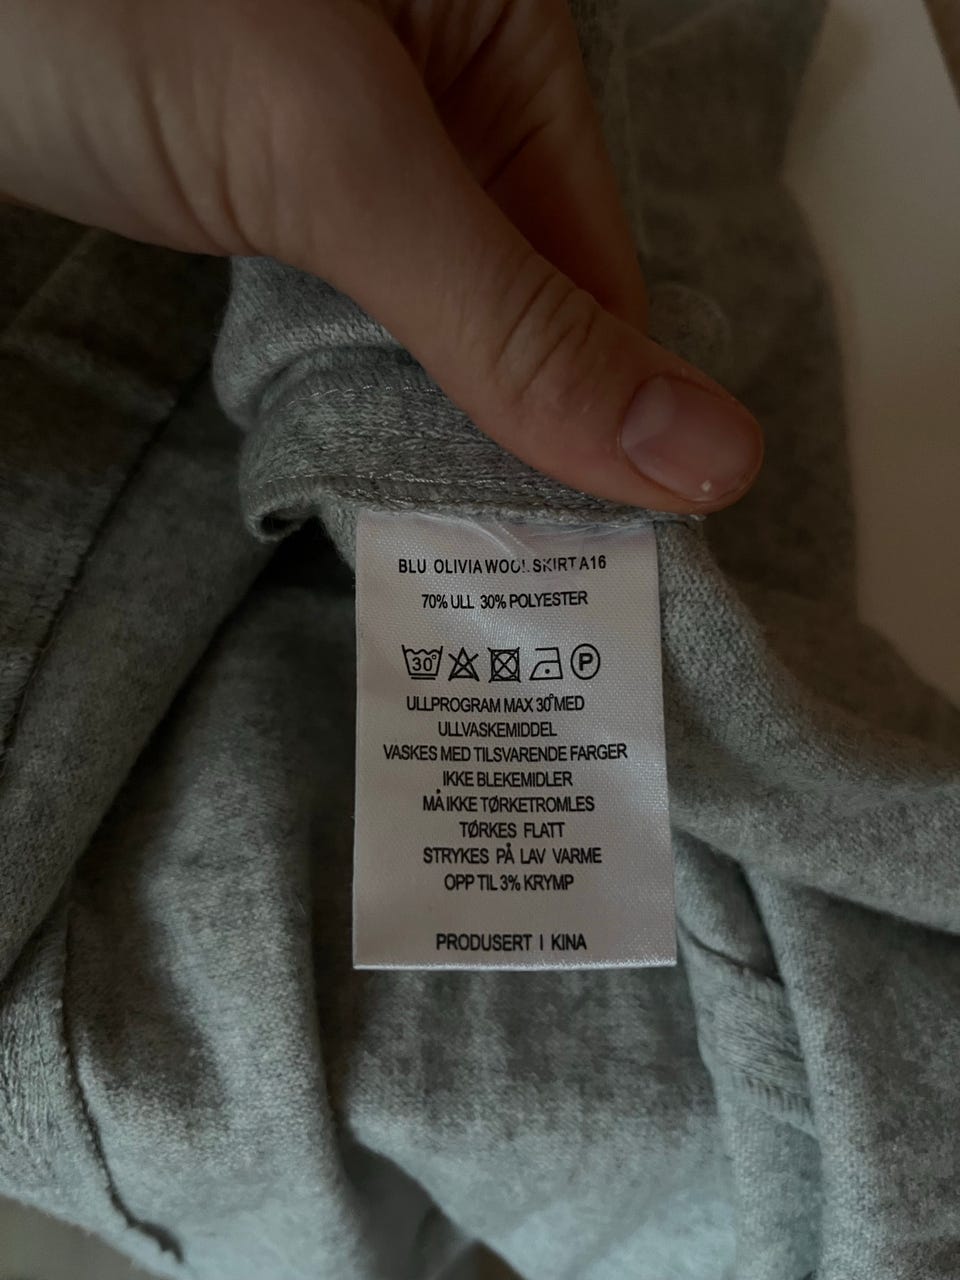 BLU OLIVIA WOOL SKIRT A16
70% ULL 30% POLYESTER
30° P
ULLPROGRAM MAX 30° MED
ULLVASKEMIDDEL
VASKES MED TILSVARENDE FARGER
IKKE BLEKEMIDLER
MÅ IKKE TØRKETROMLES
TØRKES FLATT
STRYKES PÅ LAV VARME
OPP TIL 3% KRYMP
PRODUSERT I KINA